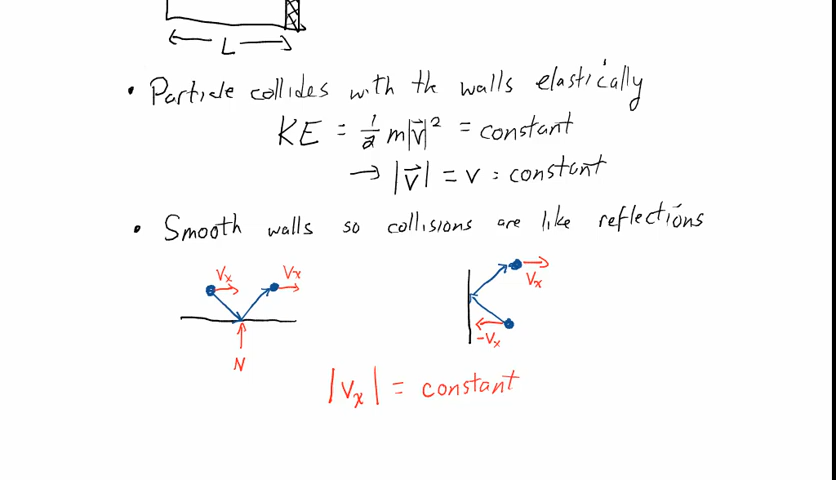 L
• Particle collides with the walls elastically
KE = 1/2 m|v⃗|² = constant
→ |v⃗| = v = constant
• Smooth walls so collisions are like reflections
Vx Vx
Vx
-Vx
N
|Vx| = constant